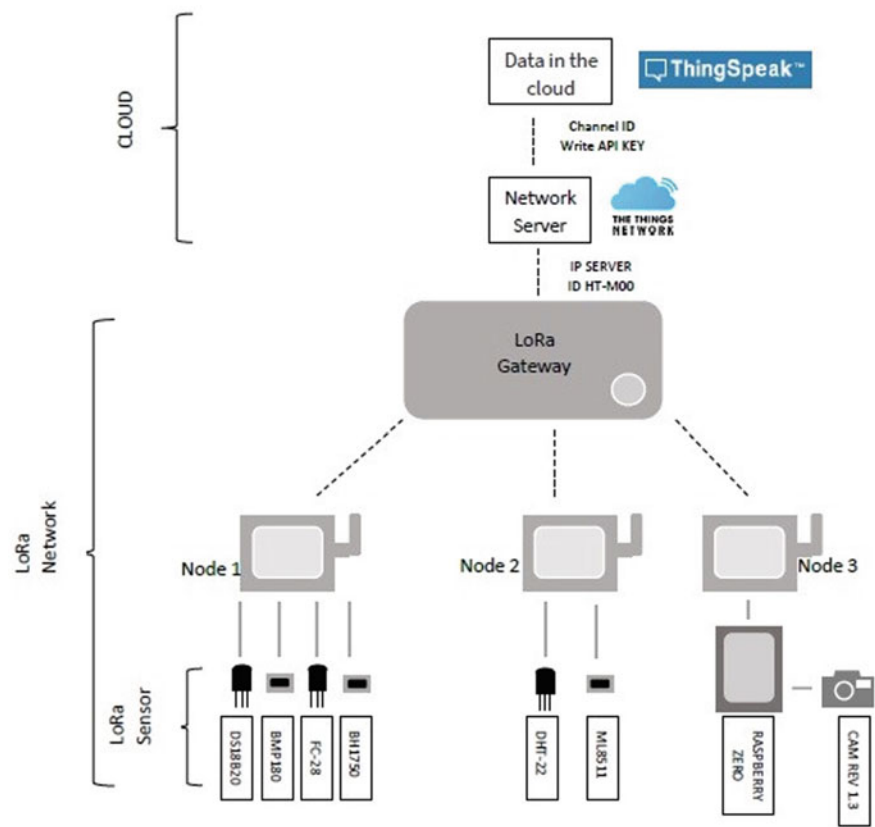 CLOUD
Data in the
cloud
ThingSpeak™
Channel ID
Write API KEY
Network
Server
THE THINGS
NETWORK
IP SERVER
ID HT-M00
LoRa
Gateway
LoRa
Network
Node 1
Node 2
Node 3
LoRa
Sensor
DS18B20
BMP180
FC-28
BH1750
DHT-22
ML8511
RASPBERRY
ZERO
CAM REV 1.3